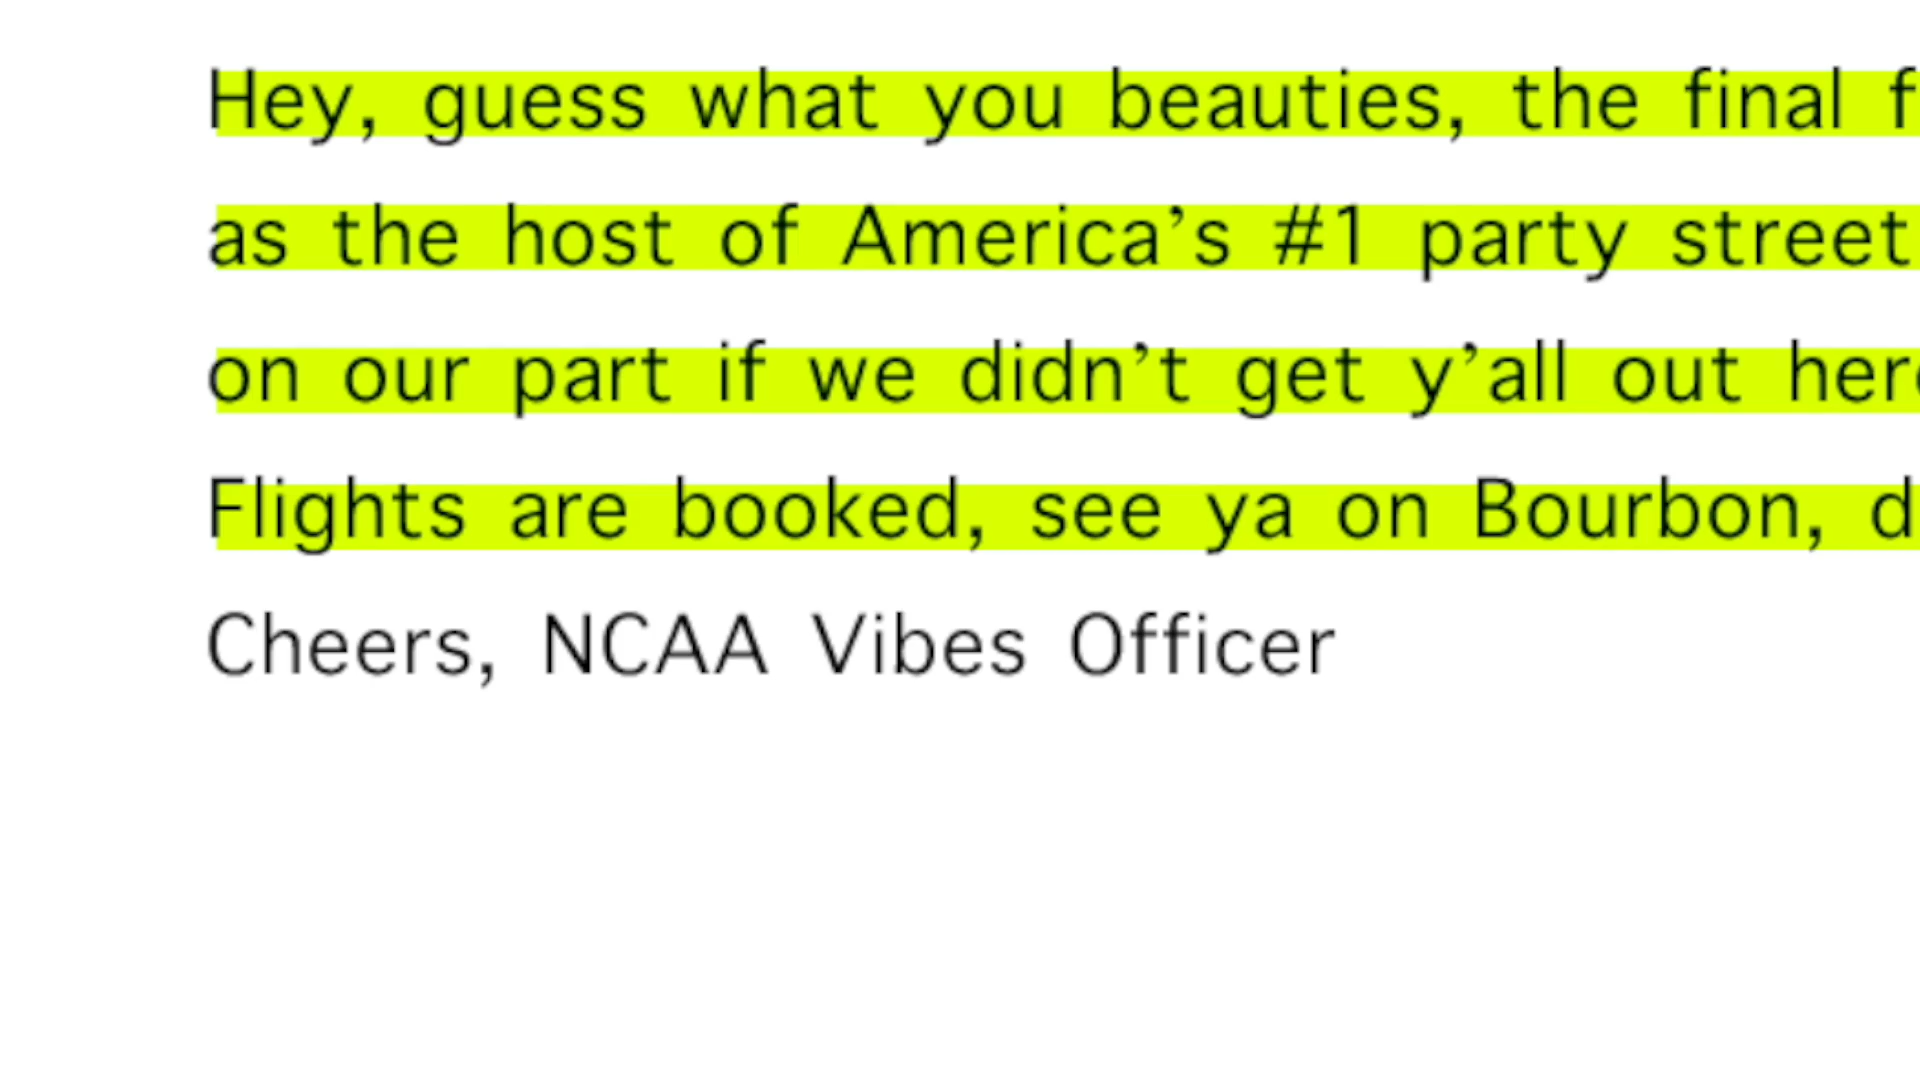 Hey, guess what you beauties, the final
as the host of America’s #1 party street
on our part if we didn’t get y’all out
Flights are booked, see ya on Bourbon,
Cheers, NCAA Vibes Officer